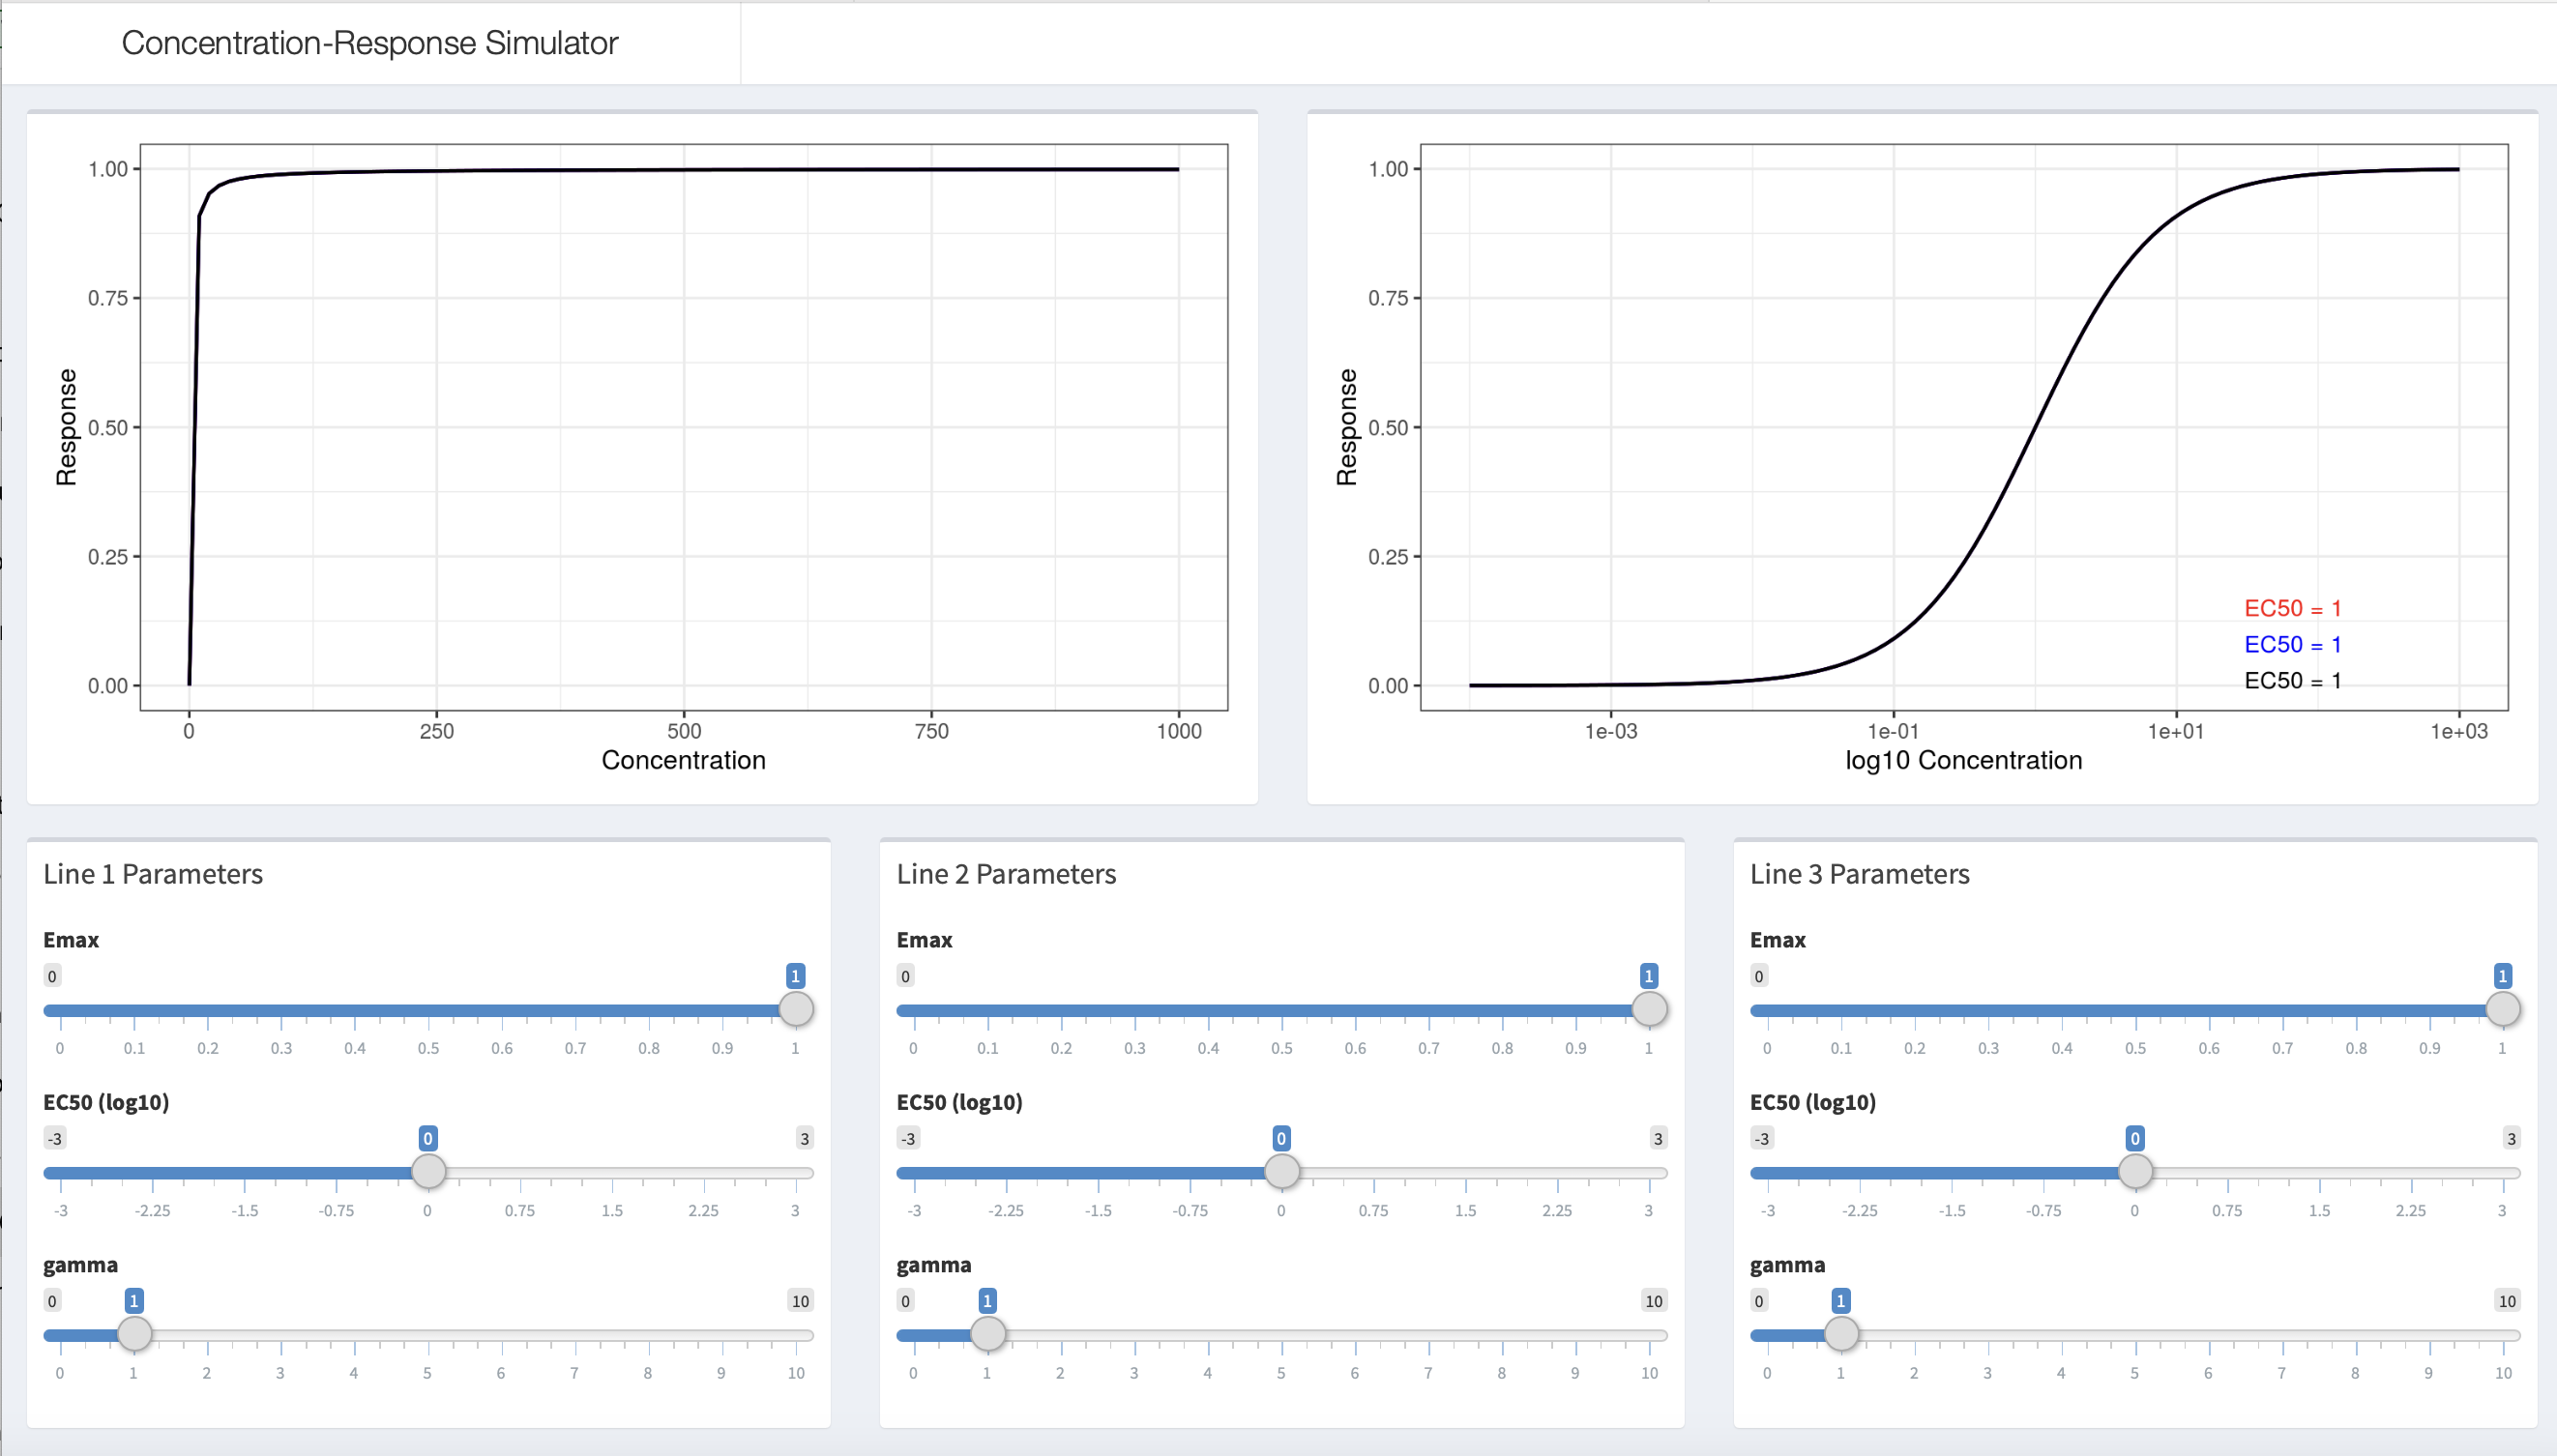 Concentration-Response Simulator
1.00
0.75
0.50
0.25
0.00
Response
0 250 500 750 1000
Concentration
1.00
0.75
0.50
0.25
0.00
Response
EC50 = 1
EC50 = 1
EC50 = 1
1e-03 1e-01 1e+01 1e+03
log10 Concentration
Line 1 Parameters
Emax
0 1
0 0.1 0.2 0.3 0.4 0.5 0.6 0.7 0.8 0.9 1
EC50 (log10)
-3 0 3
-3 -2.25 -1.5 -0.75 0 0.75 1.5 2.25 3
gamma
0 1 10
0 1 2 3 4 5 6 7 8 9 10
Line 2 Parameters
Emax
0 1
0 0.1 0.2 0.3 0.4 0.5 0.6 0.7 0.8 0.9 1
EC50 (log10)
-3 0 3
-3 -2.25 -1.5 -0.75 0 0.75 1.5 2.25 3
gamma
0 1 10
0 1 2 3 4 5 6 7 8 9 10
Line 3 Parameters
Emax
0 1
0 0.1 0.2 0.3 0.4 0.5 0.6 0.7 0.8 0.9 1
EC50 (log10)
-3 0 3
-3 -2.25 -1.5 -0.75 0 0.75 1.5 2.25 3
gamma
0 1 10
0 1 2 3 4 5 6 7 8 9 10